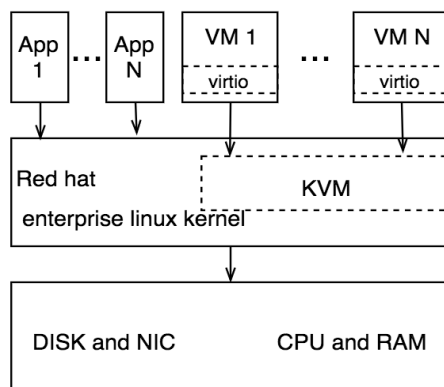 App
1
...
App
N
VM 1
virtio
...
VM N
virtio
Red hat
enterprise linux kernel
KVM
DISK and NIC
CPU and RAM